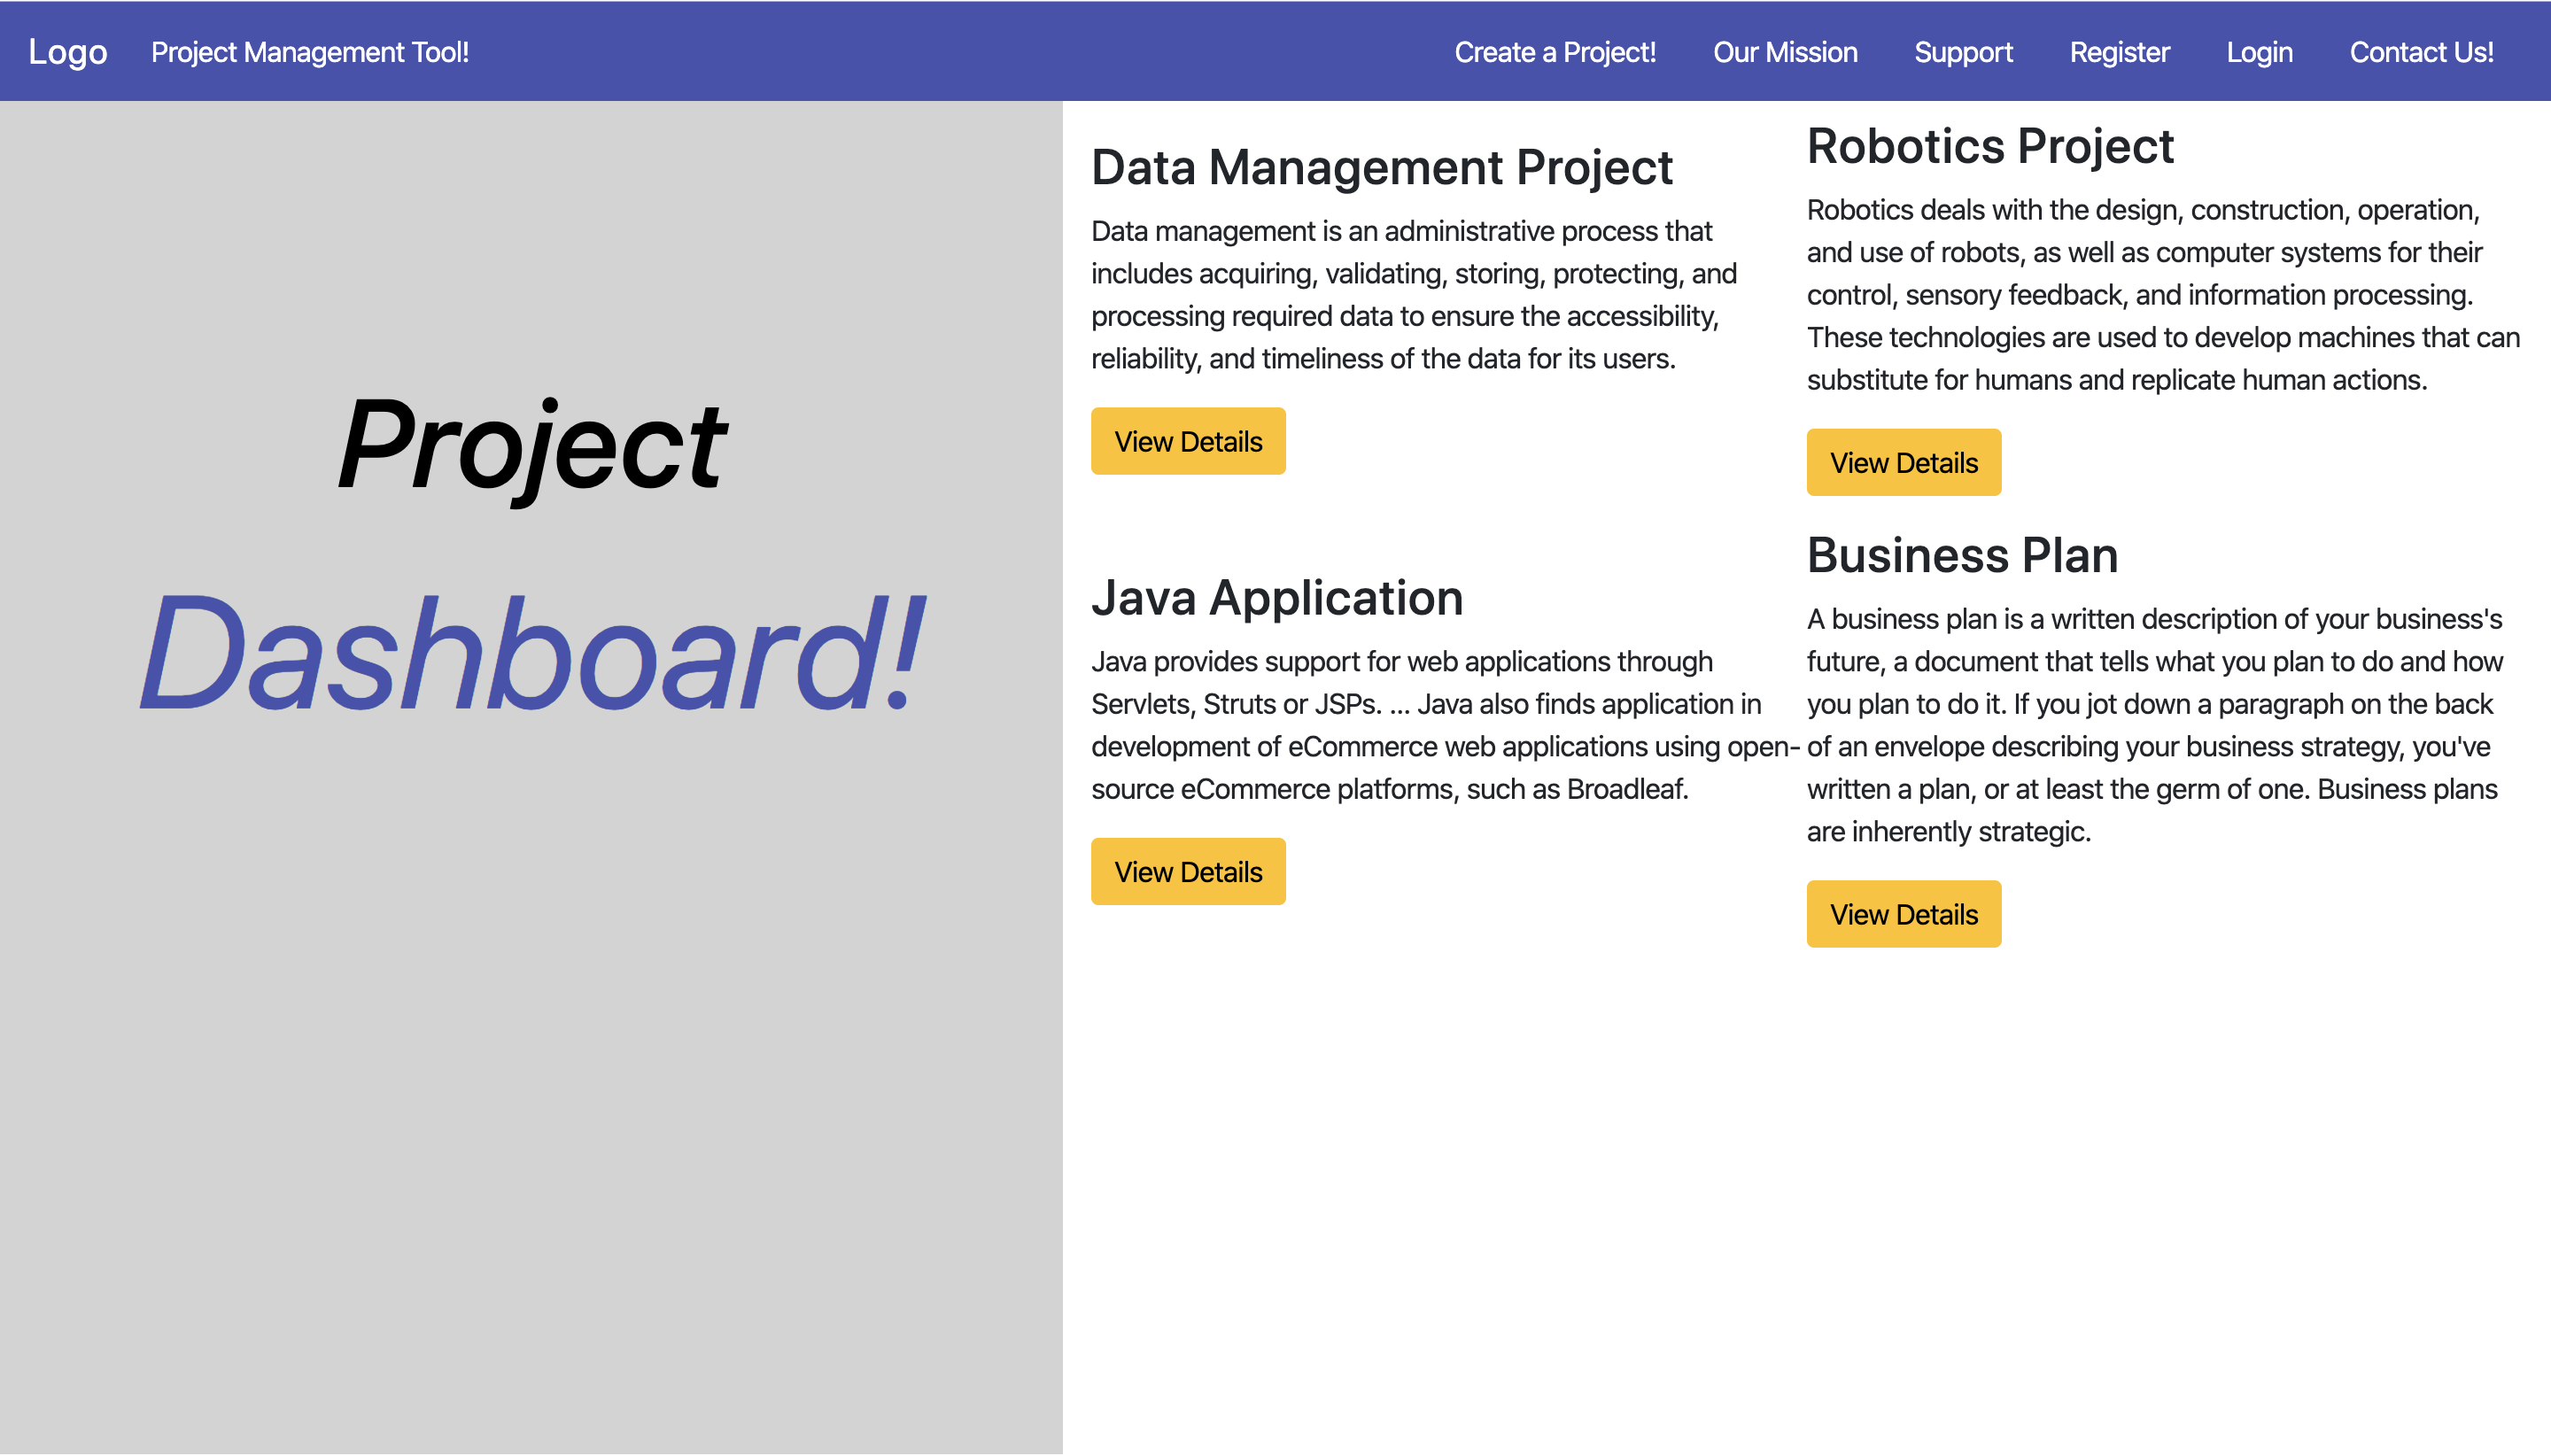 Logo
Project Management Tool!
Create a Project!
Our Mission
Support
Register
Login
Contact Us!
Project
Dashboard!
Data Management Project
Data management is an administrative process that
includes acquiring, validating, storing, protecting, and
processing required data to ensure the accessibility,
reliability, and timeliness of the data for its users.
View Details
Java Application
Java provides support for web applications through
Servlets, Struts or JSPs. ... Java also finds application in
development of eCommerce web applications using open-
source eCommerce platforms, such as Broadleaf.
View Details
Robotics Project
Robotics deals with the design, construction, operation,
and use of robots, as well as computer systems for their
control, sensory feedback, and information processing.
These technologies are used to develop machines that can
substitute for humans and replicate human actions.
View Details
Business Plan
A business plan is a written description of your business's
future, a document that tells what you plan to do and how
you plan to do it. If you jot down a paragraph on the back
of an envelope describing your business strategy, you've
written a plan, or at least the germ of one. Business plans
are inherently strategic.
View Details